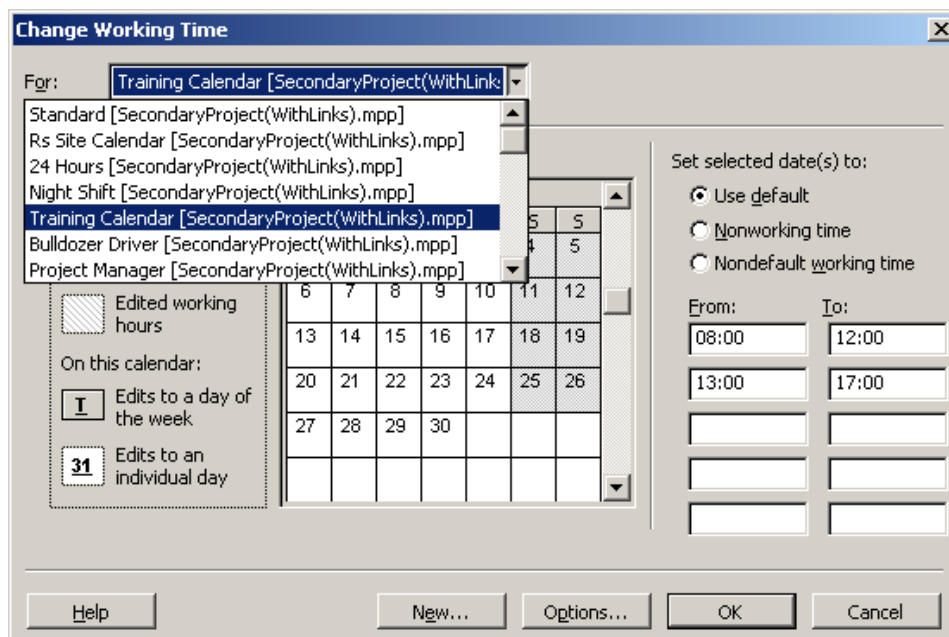 Change Working Time
For: Training Calendar [SecondaryProject(WithLinks
Standard [SecondaryProject(WithLinks).mpp]
Rs Site Calendar [SecondaryProject(WithLinks).mpp]
24 Hours [SecondaryProject(WithLinks).mpp]
Night Shift [SecondaryProject(WithLinks).mpp]
Training Calendar [SecondaryProject(WithLinks).mpp]
Bulldozer Driver [SecondaryProject(WithLinks).mpp]
Project Manager [SecondaryProject(WithLinks).mpp]
Edited working
hours
On this calendar:
T Edits to a day of
the week
31 Edits to an
individual day
S S
4 5
6 7 8 9 10 11 12
13 14 15 16 17 18 19
20 21 22 23 24 25 26
27 28 29 30
Set selected date(s) to:
Use default
Nonworking time
Nondefault working time
From: To:
08:00 12:00
13:00 17:00
Help New... Options... OK Cancel